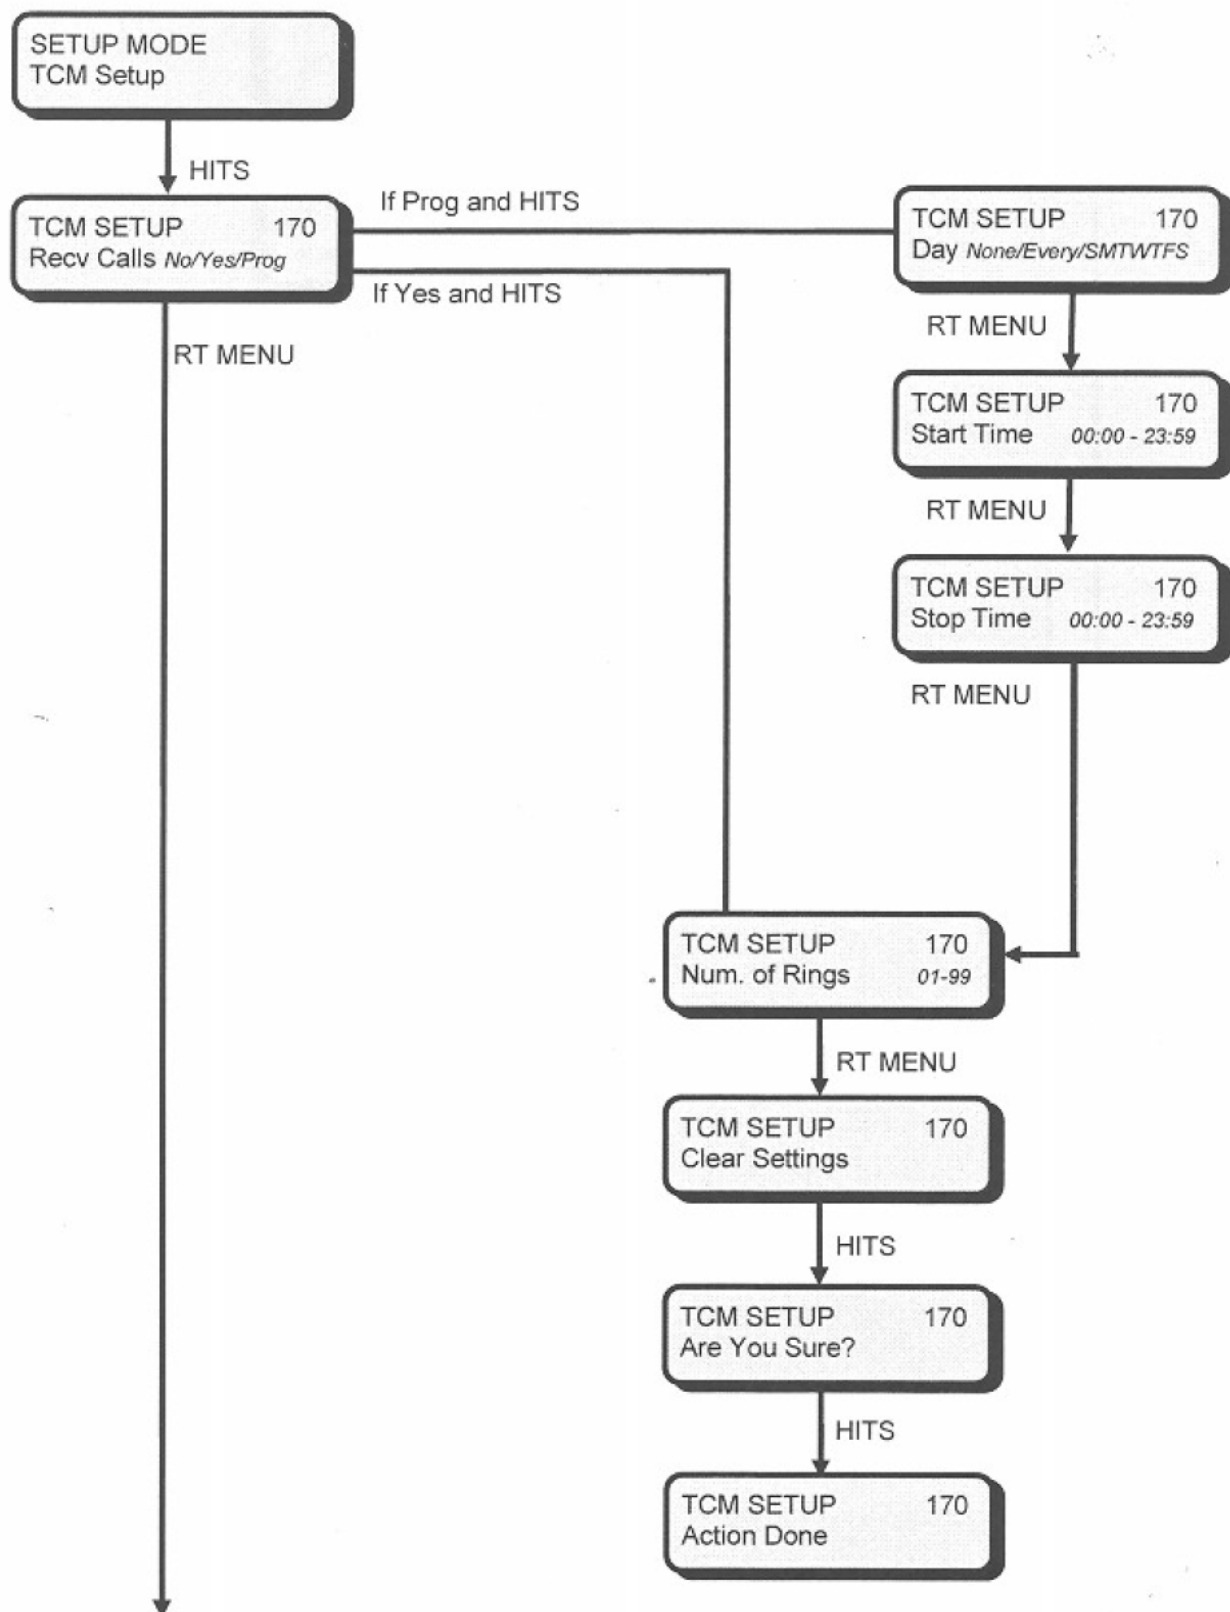 SETUP MODE
TCM Setup
HITS
TCM SETUP 170
Recv Calls No/Yes/Prog
If Prog and HITS
If Yes and HITS
RT MENU
TCM SETUP 170
Day None/Every/SMTWTFS
RT MENU
TCM SETUP 170
Start Time 00:00 - 23:59
RT MENU
TCM SETUP 170
Stop Time 00:00 - 23:59
RT MENU
TCM SETUP 170
Num. of Rings 01-99
RT MENU
TCM SETUP 170
Clear Settings
HITS
TCM SETUP 170
Are You Sure?
HITS
TCM SETUP 170
Action Done